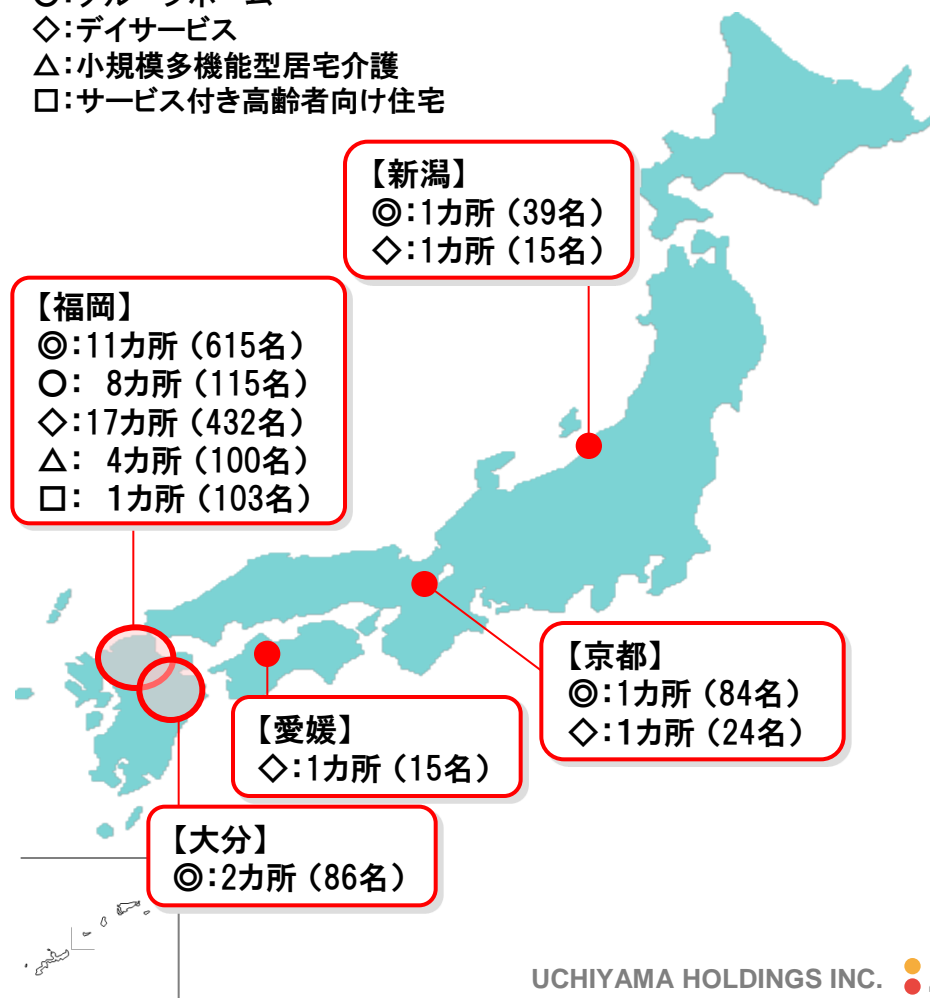 ◇:デイサービス
△:小規模多機能型居宅介護
□:サービス付き高齢者向け住宅
【新潟】
◎:1カ所（39名）
◇:1カ所（15名）
【福岡】
◎:11カ所（615名）
○: 8カ所（115名）
◇:17カ所（432名）
△: 4カ所（100名）
□: 1カ所（103名）
【京都】
◎:1カ所（84名）
◇:1カ所（24名）
【愛媛】
◇:1カ所（15名）
【大分】
◎:2カ所（86名）
UCHIYAMA HOLDINGS INC.